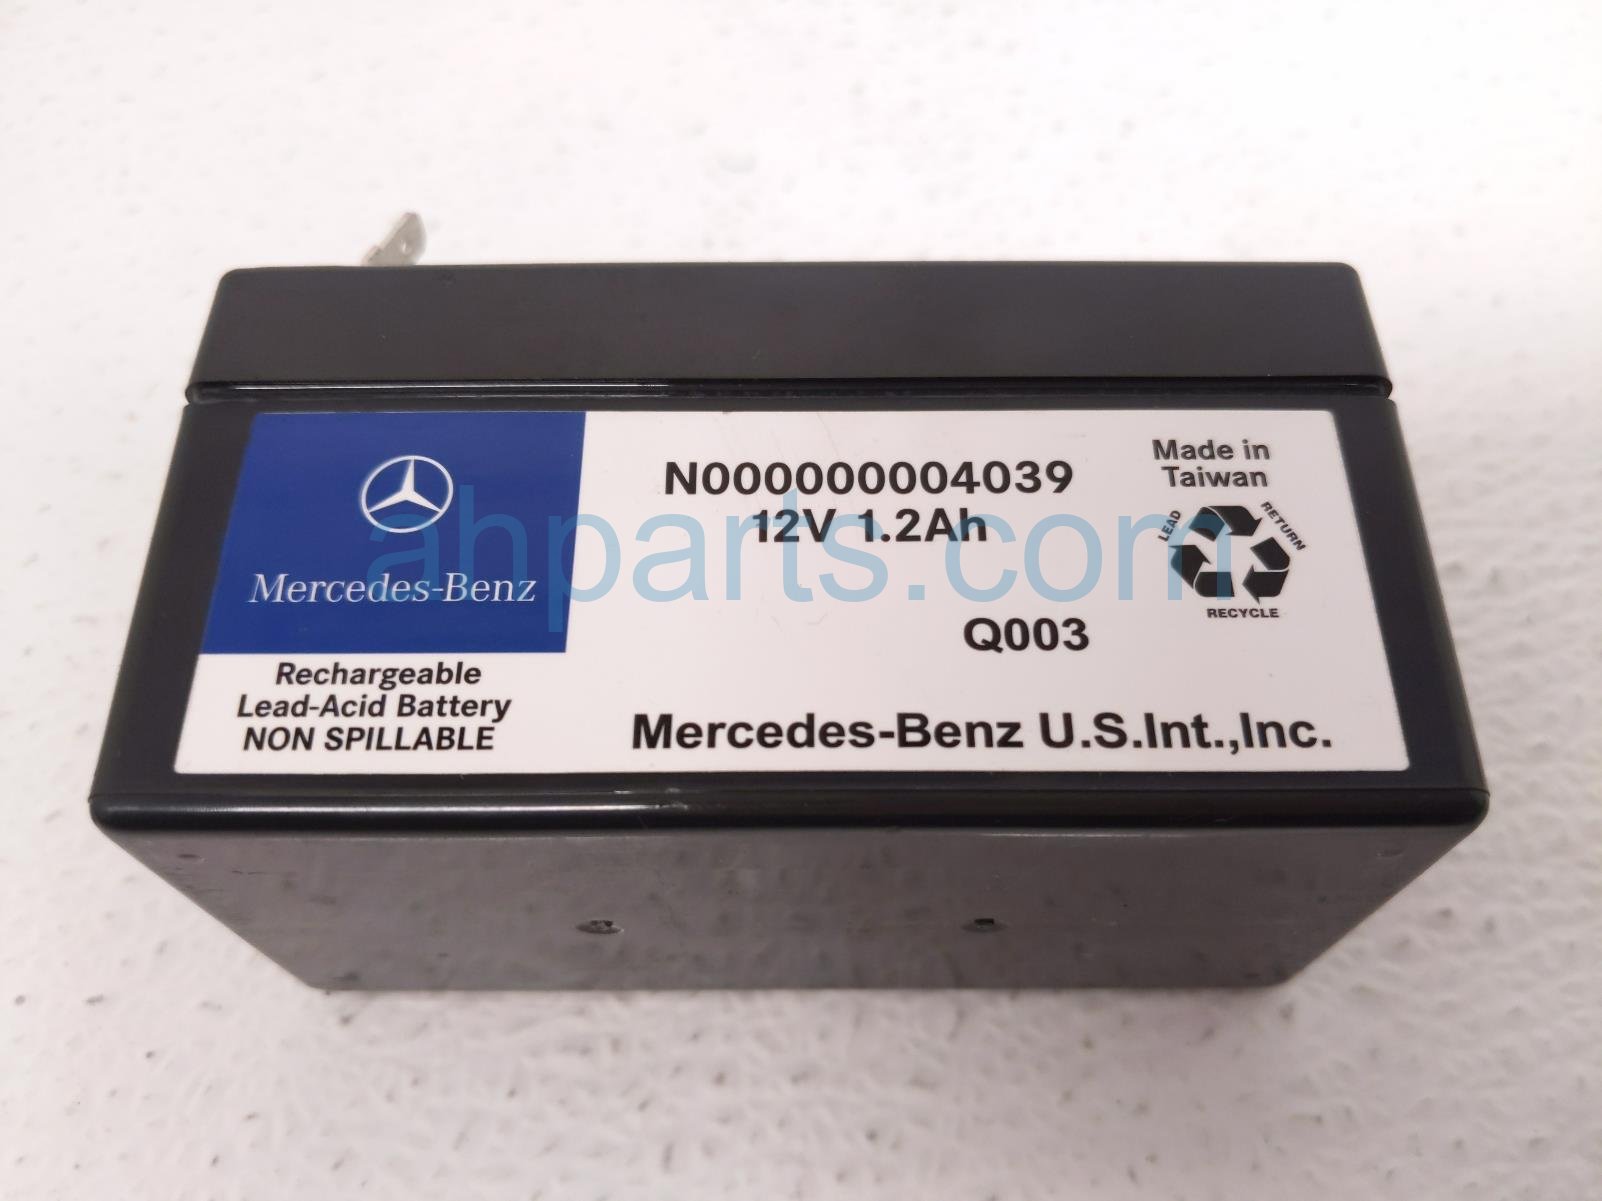 N000000004039
12V 1.2Ah
Made in
Taiwan
LEAD
RETURN
RECYCLE
Mercedes-Benz
ahparts.com
Q003
Rechargeable
Lead-Acid Battery
NON SPILLABLE
Mercedes-Benz U.S.Int.,Inc.